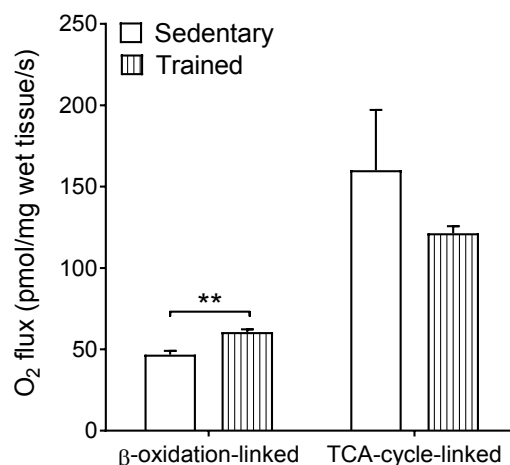 O₂ flux (pmol/mg wet tissue/s)
250
200
150
100
50
0
Sedentary
Trained
**
β-oxidation-linked
TCA-cycle-linked